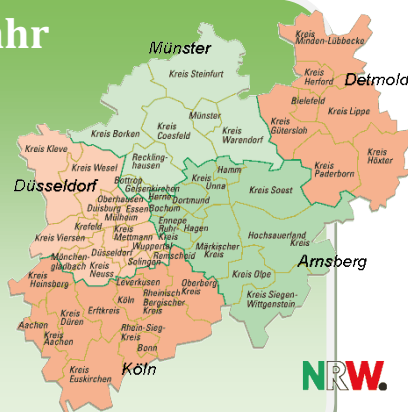 ahr
Münster
Detmold
Düsseldorf
Arnsberg
Köln
Kreis
Minden-Lübbecke
Kreis
Herford
Bielefeld
Kreis Lippe
Kreis
Gütersloh
Kreis
Höxter
Kreis
Paderborn
Kreis Steinfurt
Münster
Kreis Borken
Kreis
Coesfeld
Kreis
Warendorf
Reckling-
hausen
Bottrop
Gelsenkirchen
Kreis Kleve
Kreis Wesel
Oberhausen
Duisburg
Essen
Mülheim
Krefeld
Kreis Viersen
Kreis
Mettmann
Mönchen-
gladbach
Düsseldorf
Wuppertal
Solingen
Remscheid
Kreis
Neuss
Herne
Bochum
Dortmund
Kreis
Unna
Hamm
Kreis Soest
Ennepe
Ruhr-
Kreis
Hagen
Märkischer
Kreis
Hochsauerland
Kreis
Kreis Olpe
Kreis Siegen-
Wittgenstein
Kreis
Heinsberg
Leverkusen
Köln
Rheinisch
Bergischer
Kreis
Oberberg
Kreis
Kreis
Düren
Erftkreis
Aachen
Kreis
Aachen
Rhein-Sieg-
Kreis
Bonn
Kreis
Euskirchen
NRW.